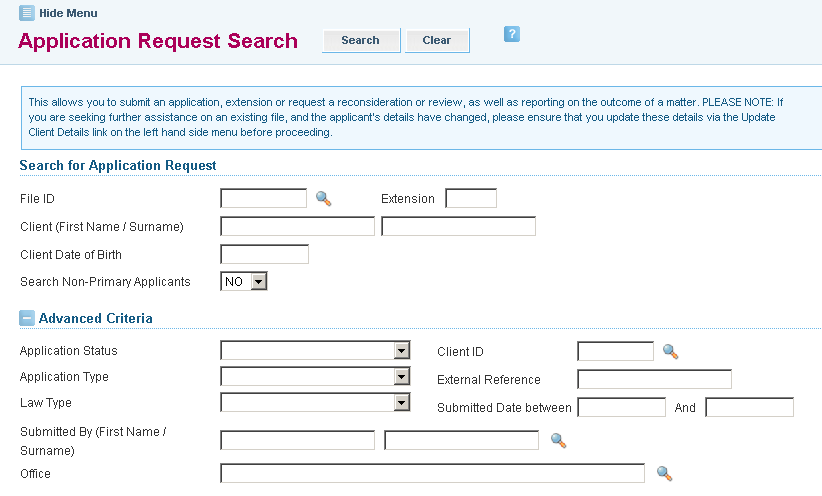 Hide Menu
Application Request Search Search Clear ?
This allows you to submit an application, extension or request a reconsideration or review, as well as reporting on the outcome of a matter. PLEASE NOTE: If
you are seeking further assistance on an existing file, and the applicant's details have changed, please ensure that you update these details via the Update
Client Details link on the left hand side menu before proceeding.
Search for Application Request
File ID Extension
Client (First Name / Surname)
Client Date of Birth
Search Non-Primary Applicants NO
Advanced Criteria
Application Status Client ID
Application Type External Reference
Law Type Submitted Date between And
Submitted By (First Name /
Surname)
Office